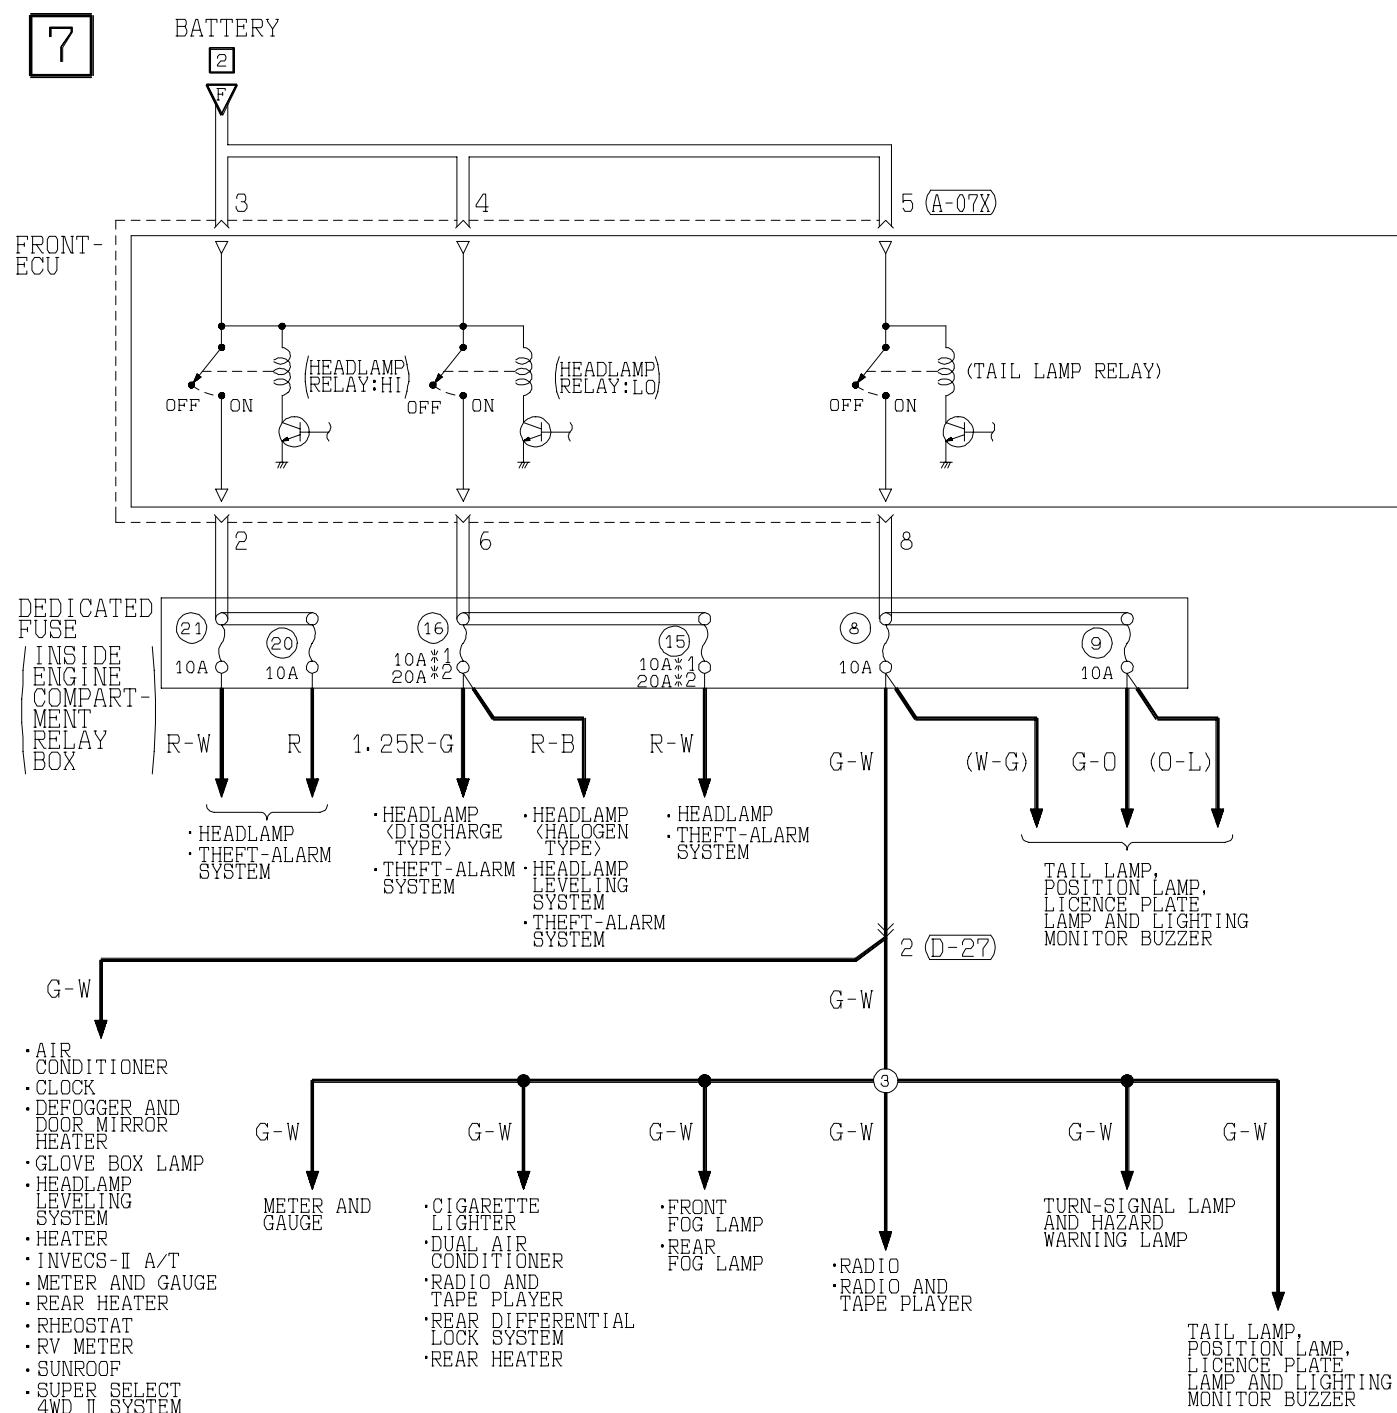 7
BATTERY
2
F
3
4
5 (A-07X)
FRONT-
ECU
(HEADLAMP
RELAY:HI)
(HEADLAMP
RELAY:LO)
(TAIL LAMP RELAY)
OFF ON
OFF ON
OFF ON
2
6
8
DEDICATED
FUSE
(INSIDE
ENGINE
COMPART-
MENT
RELAY
BOX)
21
10A
20
10A
16
10A※1
20A※2
15
10A※1
20A※2
8
10A
9
10A
R-W
R
1.25R-G
R-B
R-W
G-W
(W-G)
G-O
(O-L)
·HEADLAMP
·THEFT-ALARM
SYSTEM
·HEADLAMP
<DISCHARGE
TYPE>
·THEFT-ALARM
SYSTEM
·HEADLAMP
<HALOGEN
TYPE>
·HEADLAMP
LEVELING
SYSTEM
·THEFT-ALARM
SYSTEM
·HEADLAMP
·THEFT-ALARM
SYSTEM
TAIL LAMP,
POSITION LAMP,
LICENCE PLATE
LAMP AND LIGHTING
MONITOR BUZZER
2 (D-27)
G-W
G-W
3
·AIR
CONDITIONER
·CLOCK
·DEFOGGER AND
DOOR MIRROR
HEATER
·GLOVE BOX LAMP
·HEADLAMP
LEVELING
SYSTEM
·HEATER
·INVECS-Ⅱ A/T
·METER AND GAUGE
·REAR HEATER
·RHEOSTAT
·RV METER
·SUNROOF
·SUPER SELECT
4WD Ⅱ SYSTEM
G-W
G-W
G-W
G-W
G-W
G-W
METER AND
GAUGE
·CIGARETTE
LIGHTER
·DUAL AIR
CONDITIONER
·RADIO AND
TAPE PLAYER
·REAR DIFFERENTIAL
LOCK SYSTEM
·REAR HEATER
·FRONT
FOG LAMP
·REAR
FOG LAMP
·RADIO
·RADIO AND
TAPE PLAYER
TURN-SIGNAL LAMP
AND HAZARD
WARNING LAMP
TAIL LAMP,
POSITION LAMP,
LICENCE PLATE
LAMP AND LIGHTING
MONITOR BUZZER